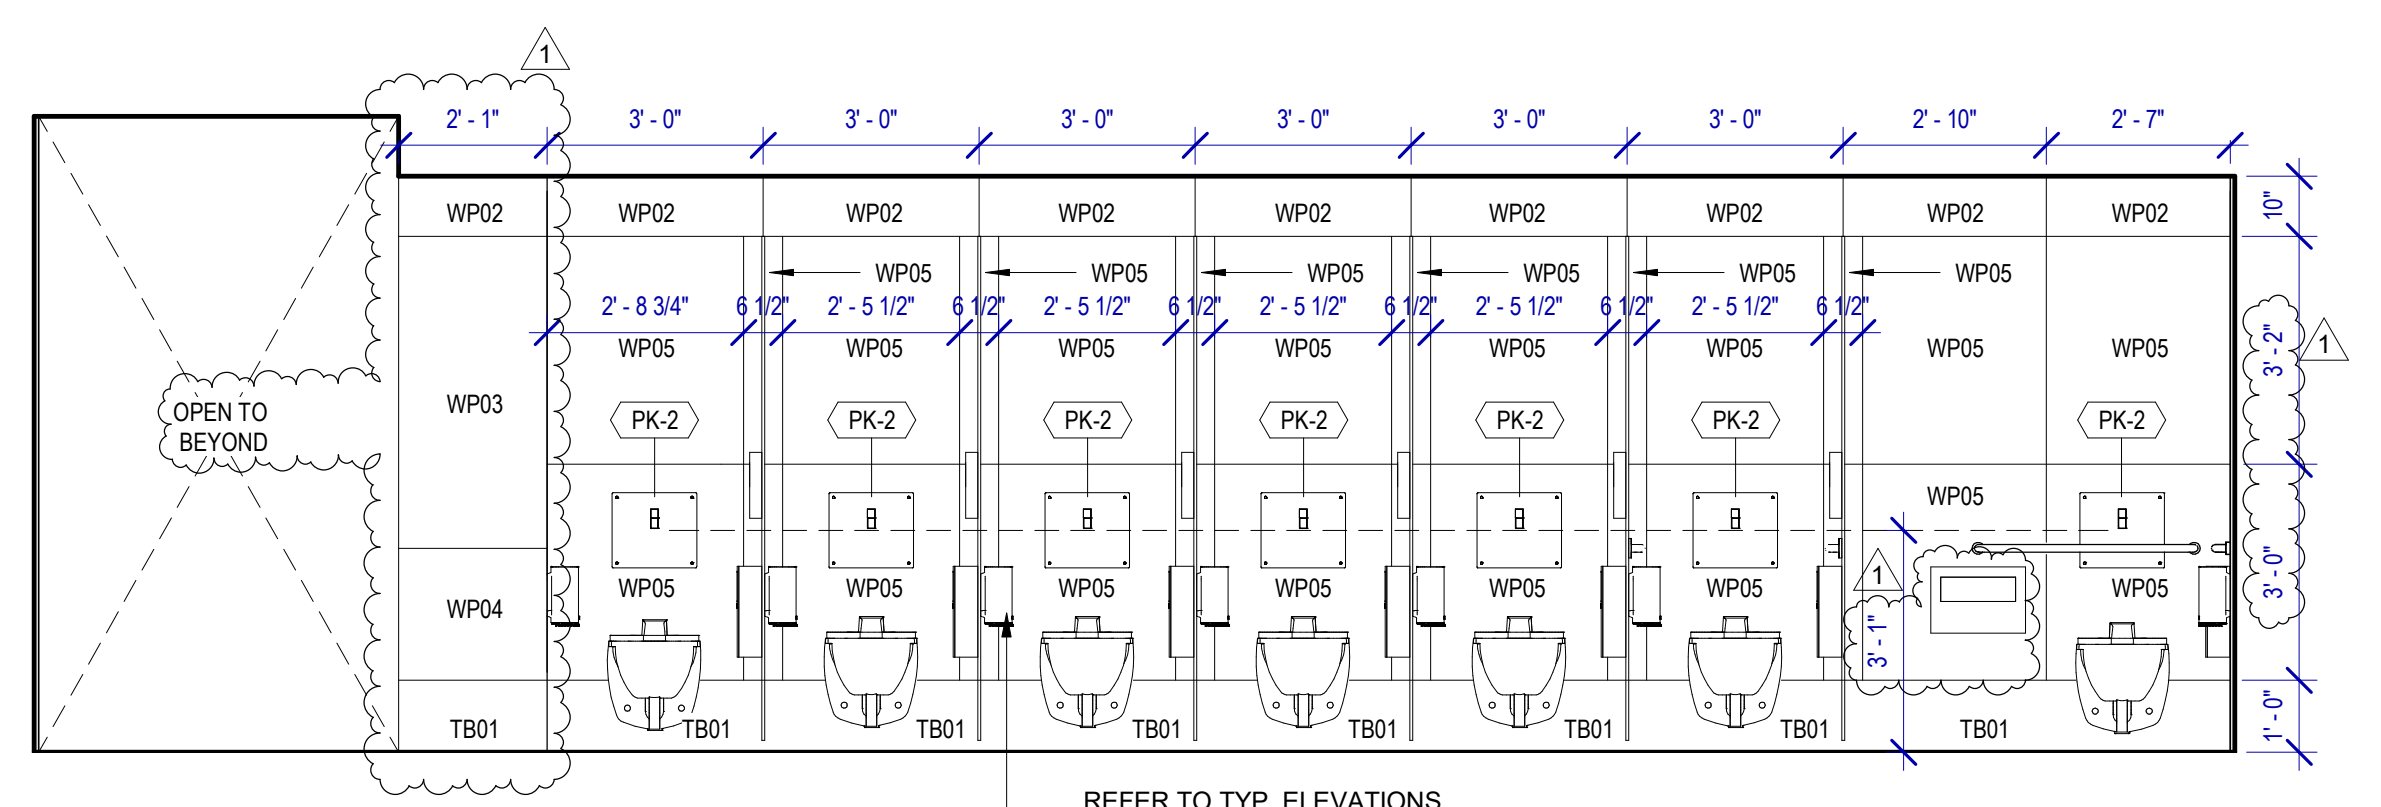 1
2' - 1" 3' - 0" 3' - 0" 3' - 0" 3' - 0" 3' - 0" 3' - 0" 2' - 10" 2' - 7"
WP02 WP02 WP02 WP02 WP02 WP02 WP02 WP02 WP02
10"
WP05 WP05 WP05 WP05 WP05 WP05
2' - 8 3/4" 6 1/2" 2' - 5 1/2" 6 1/2" 2' - 5 1/2" 6 1/2" 2' - 5 1/2" 6 1/2" 2' - 5 1/2" 6 1/2" 2' - 5 1/2" 6 1/2"
WP05 WP05 WP05 WP05 WP05 WP05 WP05 WP05
3' - 2"
1
WP03
OPEN TO
BEYOND
PK-2 PK-2 PK-2 PK-2 PK-2 PK-2 PK-2
WP05
1
WP04
WP05 WP05 WP05 WP05 WP05 WP05 WP05
3' - 0"
3' - 1"
TB01 TB01 TB01 TB01 TB01 TB01 TB01 TB01
1' - 0"
REFER TO TYP. ELEVATIONS